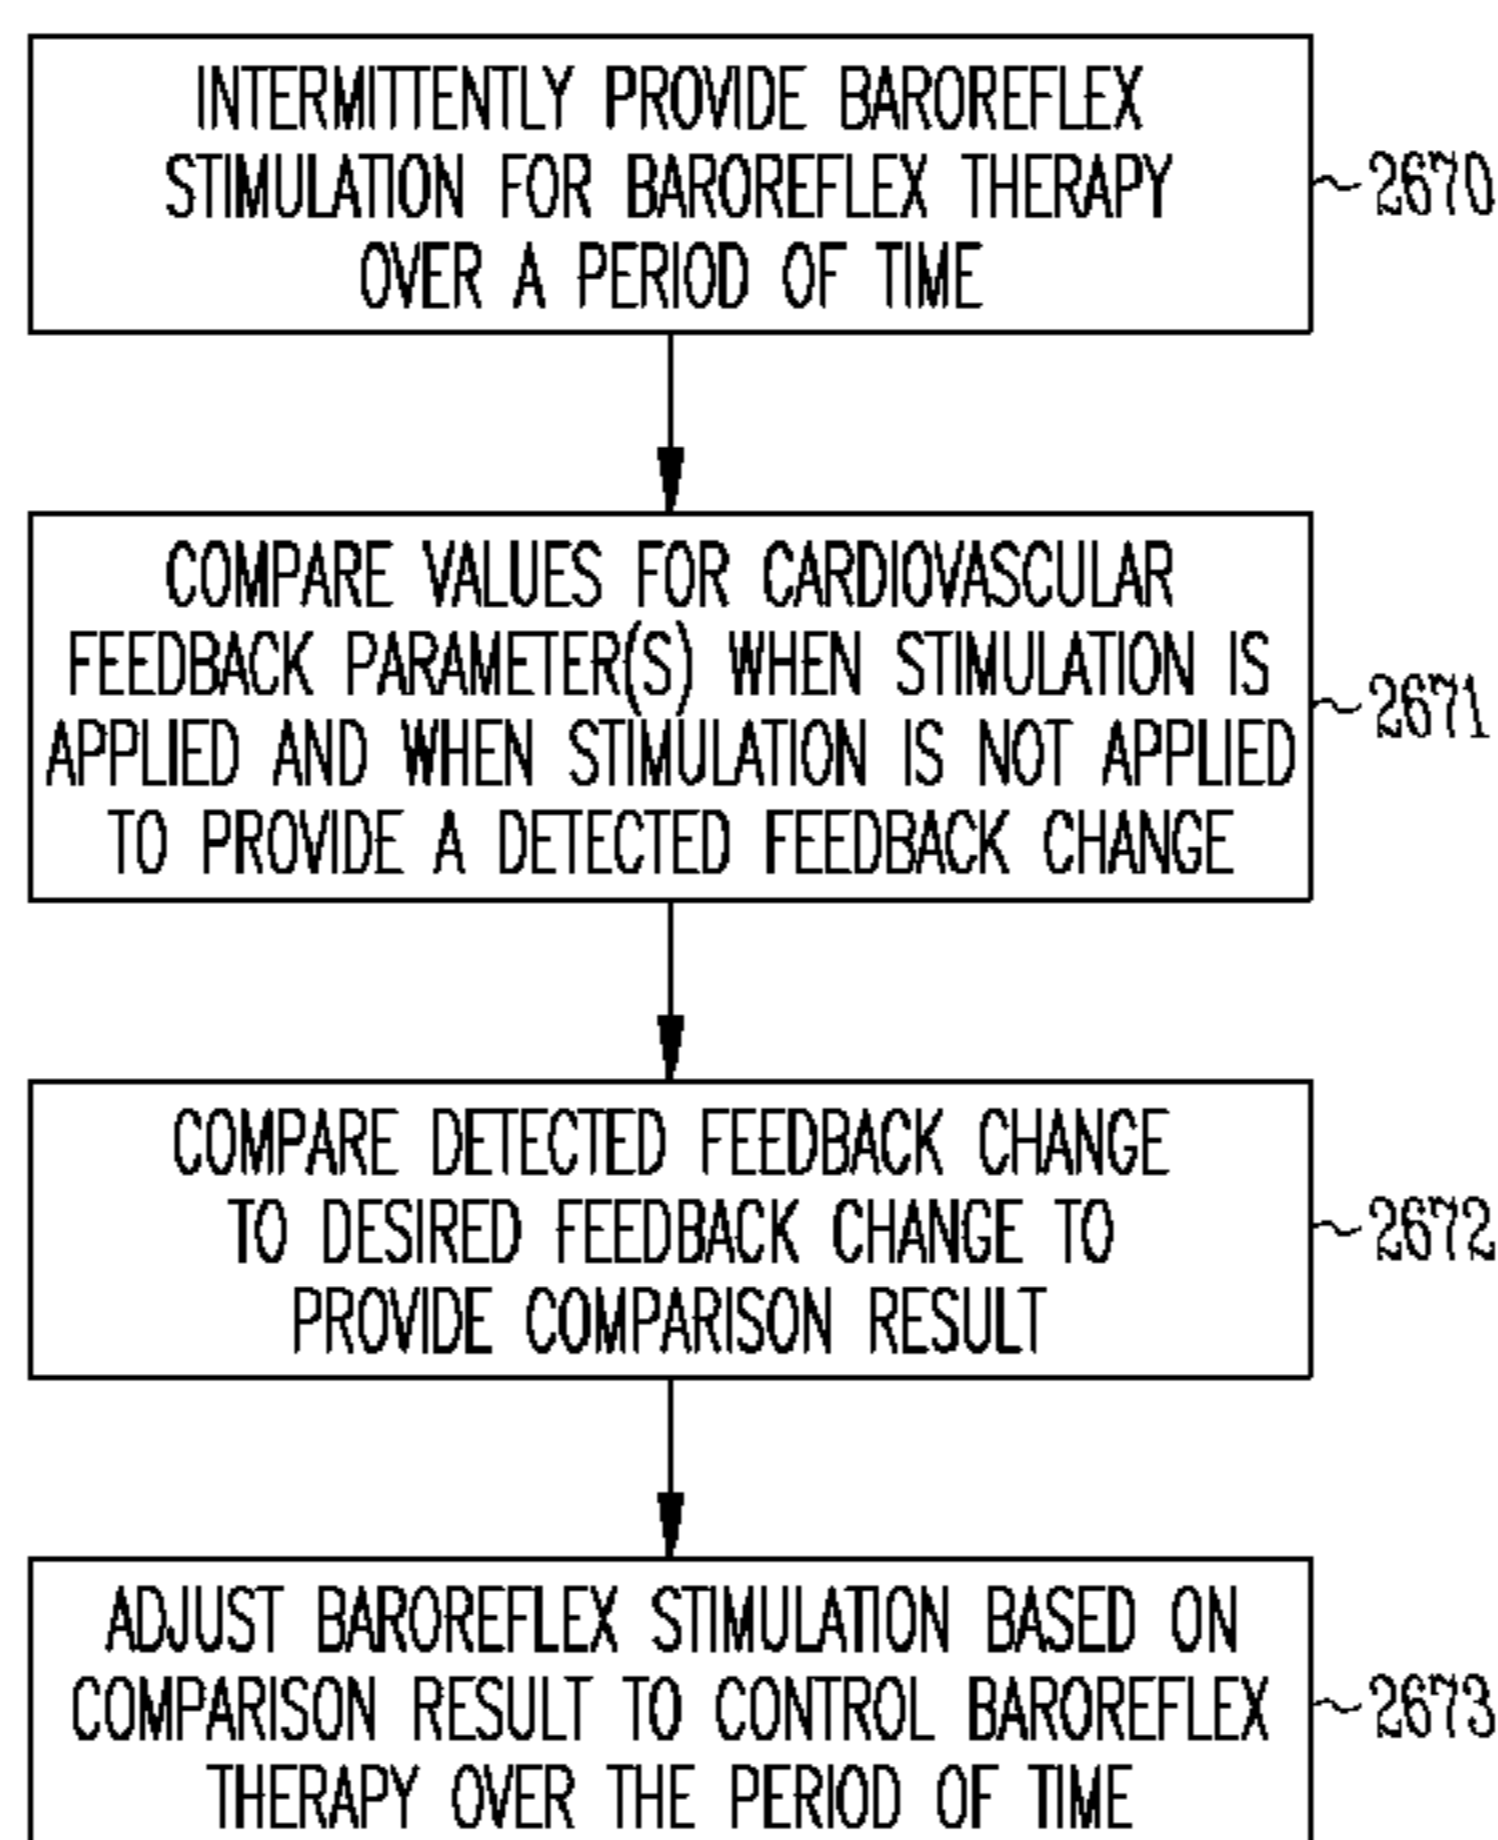 INTERMITTENTLY PROVIDE BAROREFLEX
STIMULATION FOR BAROREFLEX THERAPY
OVER A PERIOD OF TIME
2670
COMPARE VALUES FOR CARDIOVASCULAR
FEEDBACK PARAMETER(S) WHEN STIMULATION IS
APPLIED AND WHEN STIMULATION IS NOT APPLIED
TO PROVIDE A DETECTED FEEDBACK CHANGE
2671
COMPARE DETECTED FEEDBACK CHANGE
TO DESIRED FEEDBACK CHANGE TO
PROVIDE COMPARISON RESULT
2672
ADJUST BAROREFLEX STIMULATION BASED ON
COMPARISON RESULT TO CONTROL BAROREFLEX
THERAPY OVER THE PERIOD OF TIME
2673